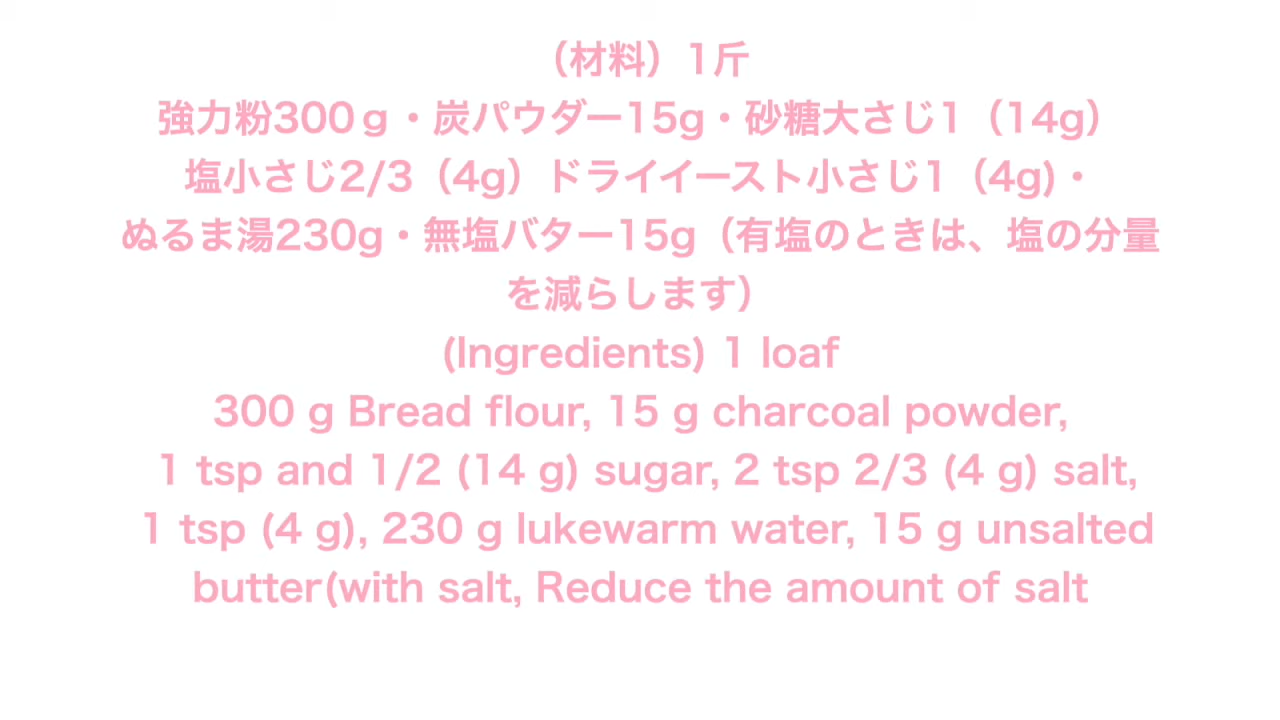 （材料）1斤
強力粉300ｇ・炭パウダー15g・砂糖大さじ1（14g）
塩小さじ2/3（4g）ドライイースト小さじ1（4g)・
ぬるま湯230g・無塩バター15g（有塩のときは、塩の分量
を減らします）
(Ingredients) 1 loaf
300 g Bread flour, 15 g charcoal powder,
1 tsp and 1/2 (14 g) sugar, 2 tsp 2/3 (4 g) salt,
1 tsp (4 g), 230 g lukewarm water, 15 g unsalted
butter(with salt, Reduce the amount of salt